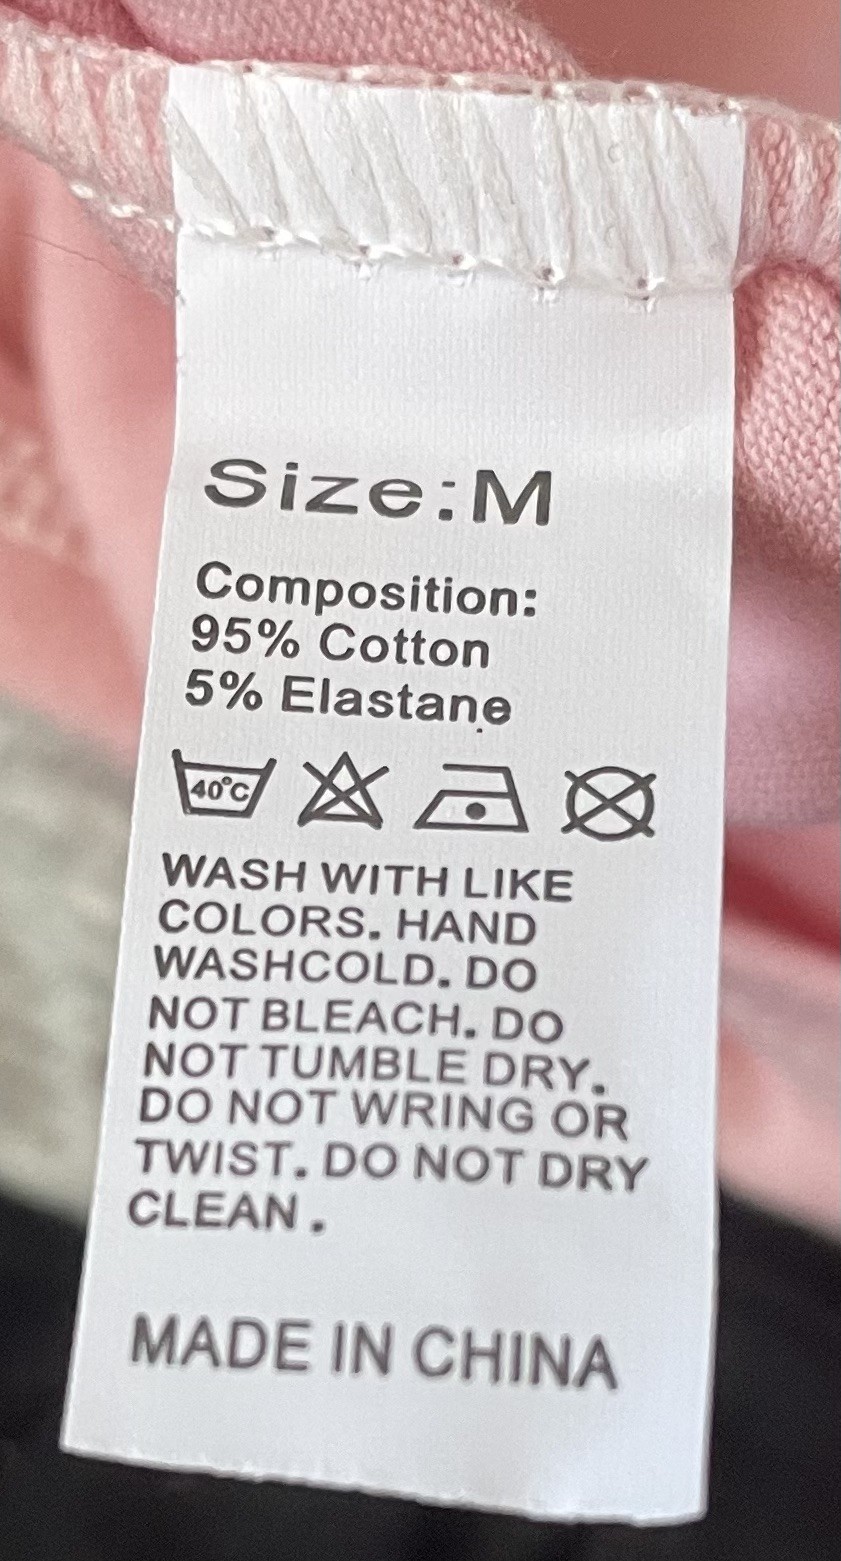 Size:M
Composition:
95% Cotton
5% Elastane
40°C
WASH WITH LIKE
COLORS. HAND
WASHCOLD. DO
NOT BLEACH. DO
NOT TUMBLE DRY.
DO NOT WRING OR
TWIST. DO NOT DRY
CLEAN .
MADE IN CHINA